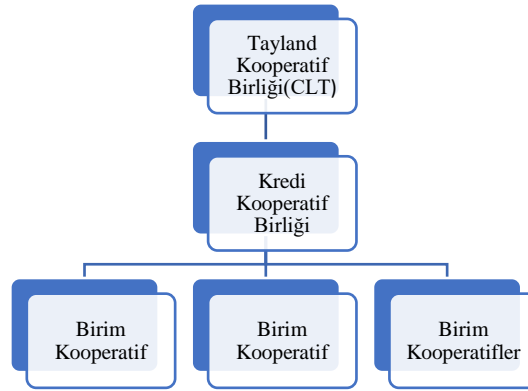 Tayland
Kooperatif
Birliği(CLT)
Kredi
Kooperatif
Birliği
Birim
Kooperatif
Birim
Kooperatif
Birim
Kooperatifler